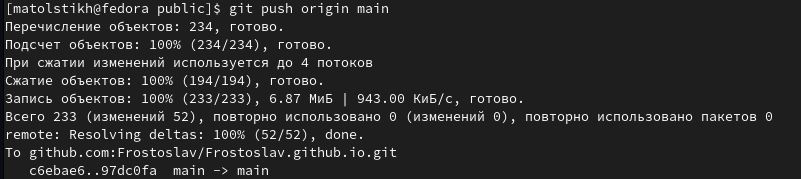 [matolstikh@fedora public]$ git push origin main
Перечисление объектов: 234, готово.
Подсчет объектов: 100% (234/234), готово.
При сжатии изменений используется до 4 потоков
Сжатие объектов: 100% (194/194), готово.
Запись объектов: 100% (233/233), 6.87 МиБ | 943.00 КиБ/с, готово.
Всего 233 (изменений 52), повторно использовано 0 (изменений 0), повторно использовано пакетов 0
remote: Resolving deltas: 100% (52/52), done.
To github.com:Frostoslav/Frostoslav.github.io.git
   c6ebae6..97dc0fa  main -> main